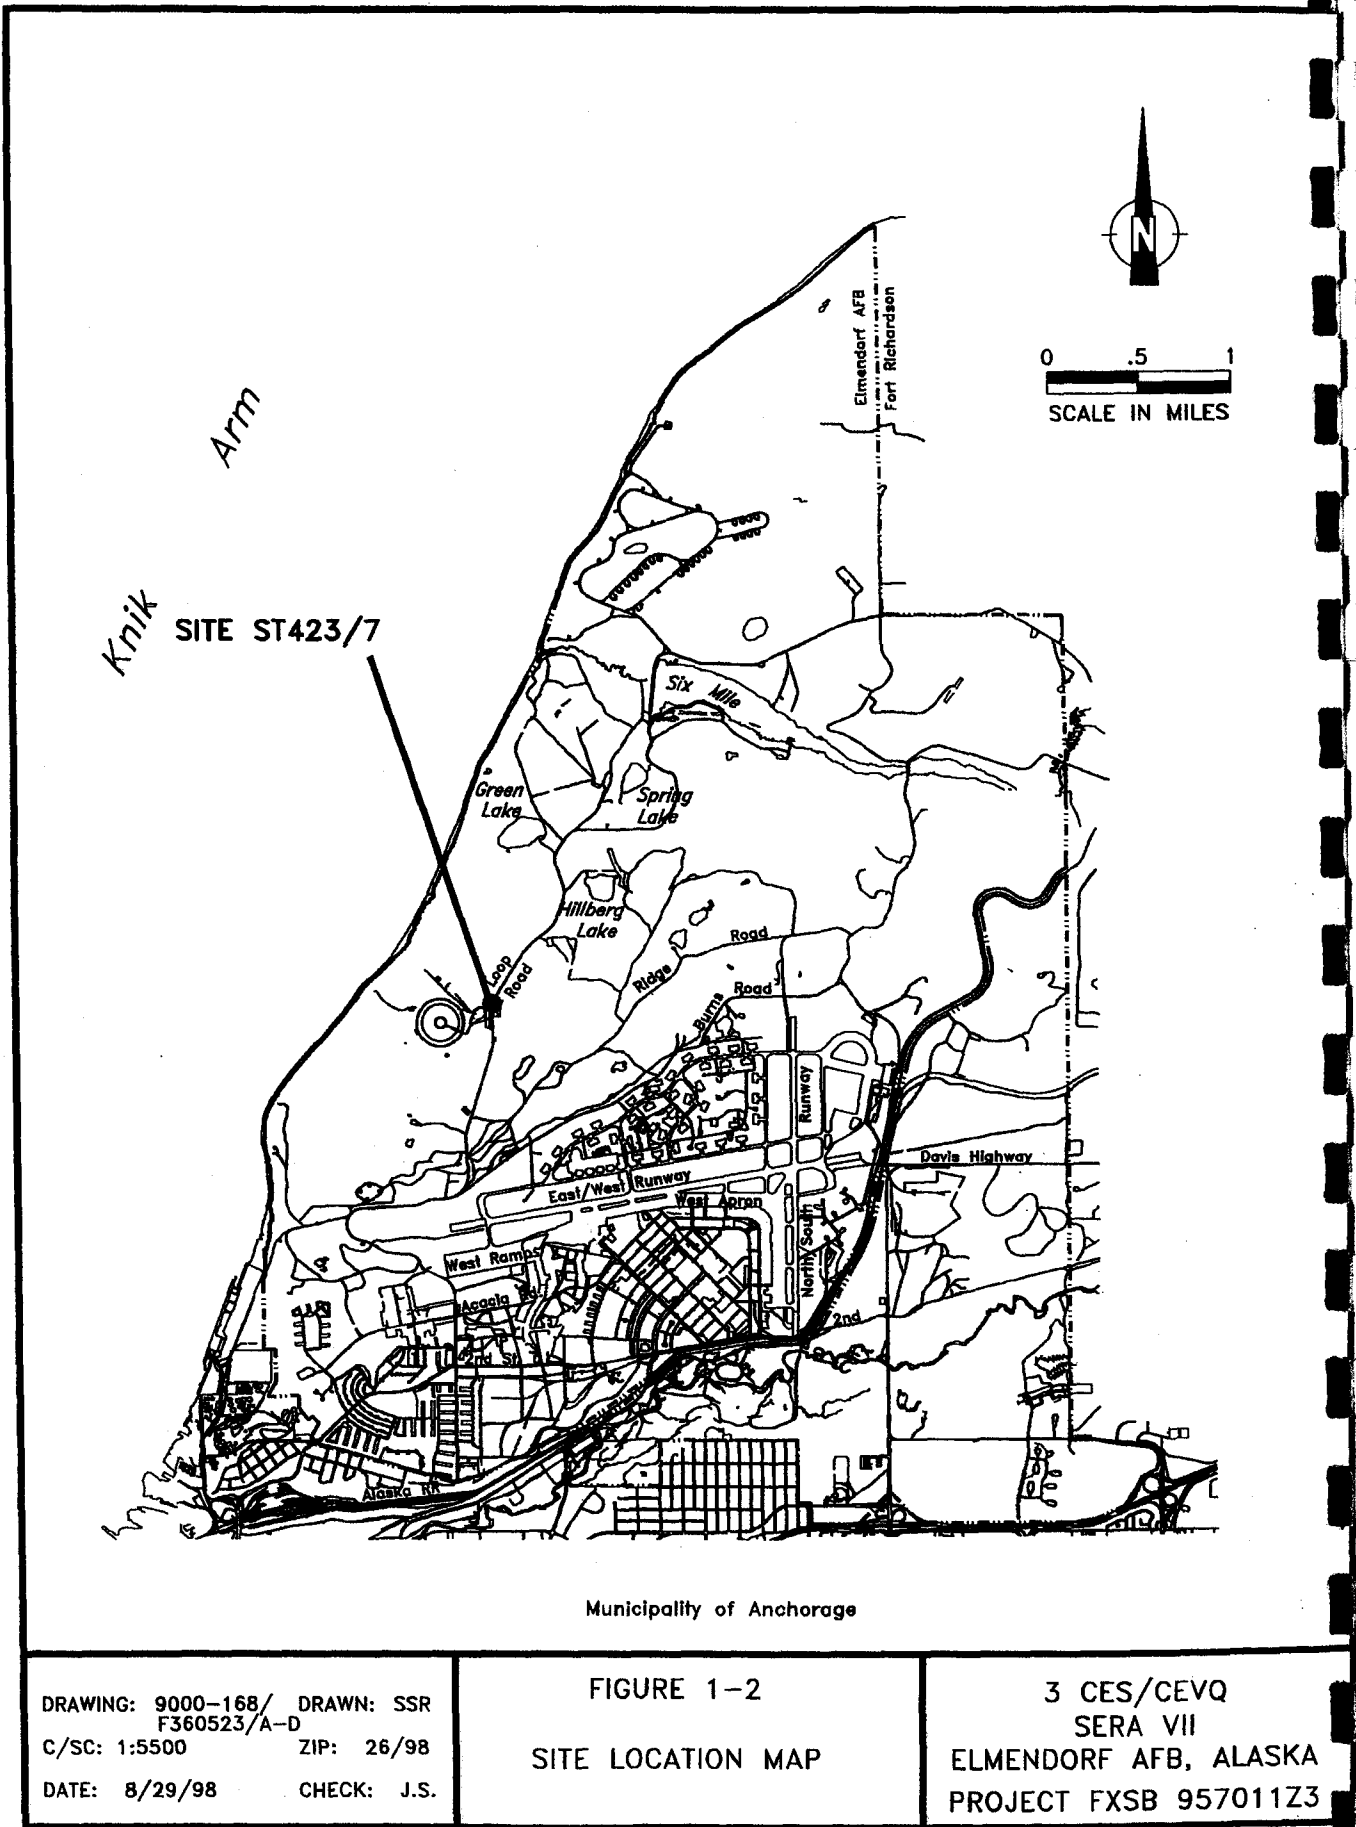 N
0 .5 1
SCALE IN MILES
Elmendorf AFB
Fort Richardson
Knik Arm
SITE ST423/7
Six Mile
Green
Lake
Spring
Lake
Hillberg
Lake
Loop
Road
Ridge Road
Burns Road
Runway
Davis Highway
East/West Runway
West Apron
North/South
West Ramps
Acacia Rd.
2nd
2nd St.
Alaska RR
Municipality of Anchorage
DRAWING: 9000-168/ DRAWN: SSR
F360523/A-D
C/SC: 1:5500 ZIP: 26/98
DATE: 8/29/98 CHECK: J.S.
FIGURE 1-2
SITE LOCATION MAP
3 CES/CEVQ
SERA VII
ELMENDORF AFB, ALASKA
PROJECT FXSB 957011Z3